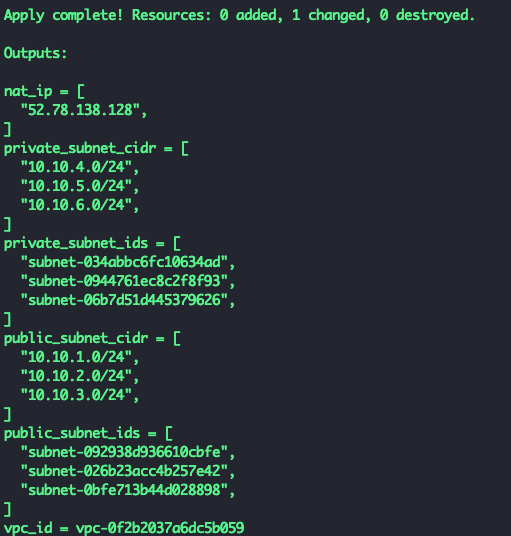 Apply complete! Resources: 0 added, 1 changed, 0 destroyed.
Outputs:
nat_ip = [
"52.78.138.128",
]
private_subnet_cidr = [
"10.10.4.0/24",
"10.10.5.0/24",
"10.10.6.0/24",
]
private_subnet_ids = [
"subnet-034abbc6fc10634ad",
"subnet-0944761ec8c2f8f93",
"subnet-06b7d51d445379626",
]
public_subnet_cidr = [
"10.10.1.0/24",
"10.10.2.0/24",
"10.10.3.0/24",
]
public_subnet_ids = [
"subnet-092938d936610cbfe",
"subnet-026b23acc4b257e42",
"subnet-0bfe713b44d028898",
]
vpc_id = vpc-0f2b2037a6dc5b059